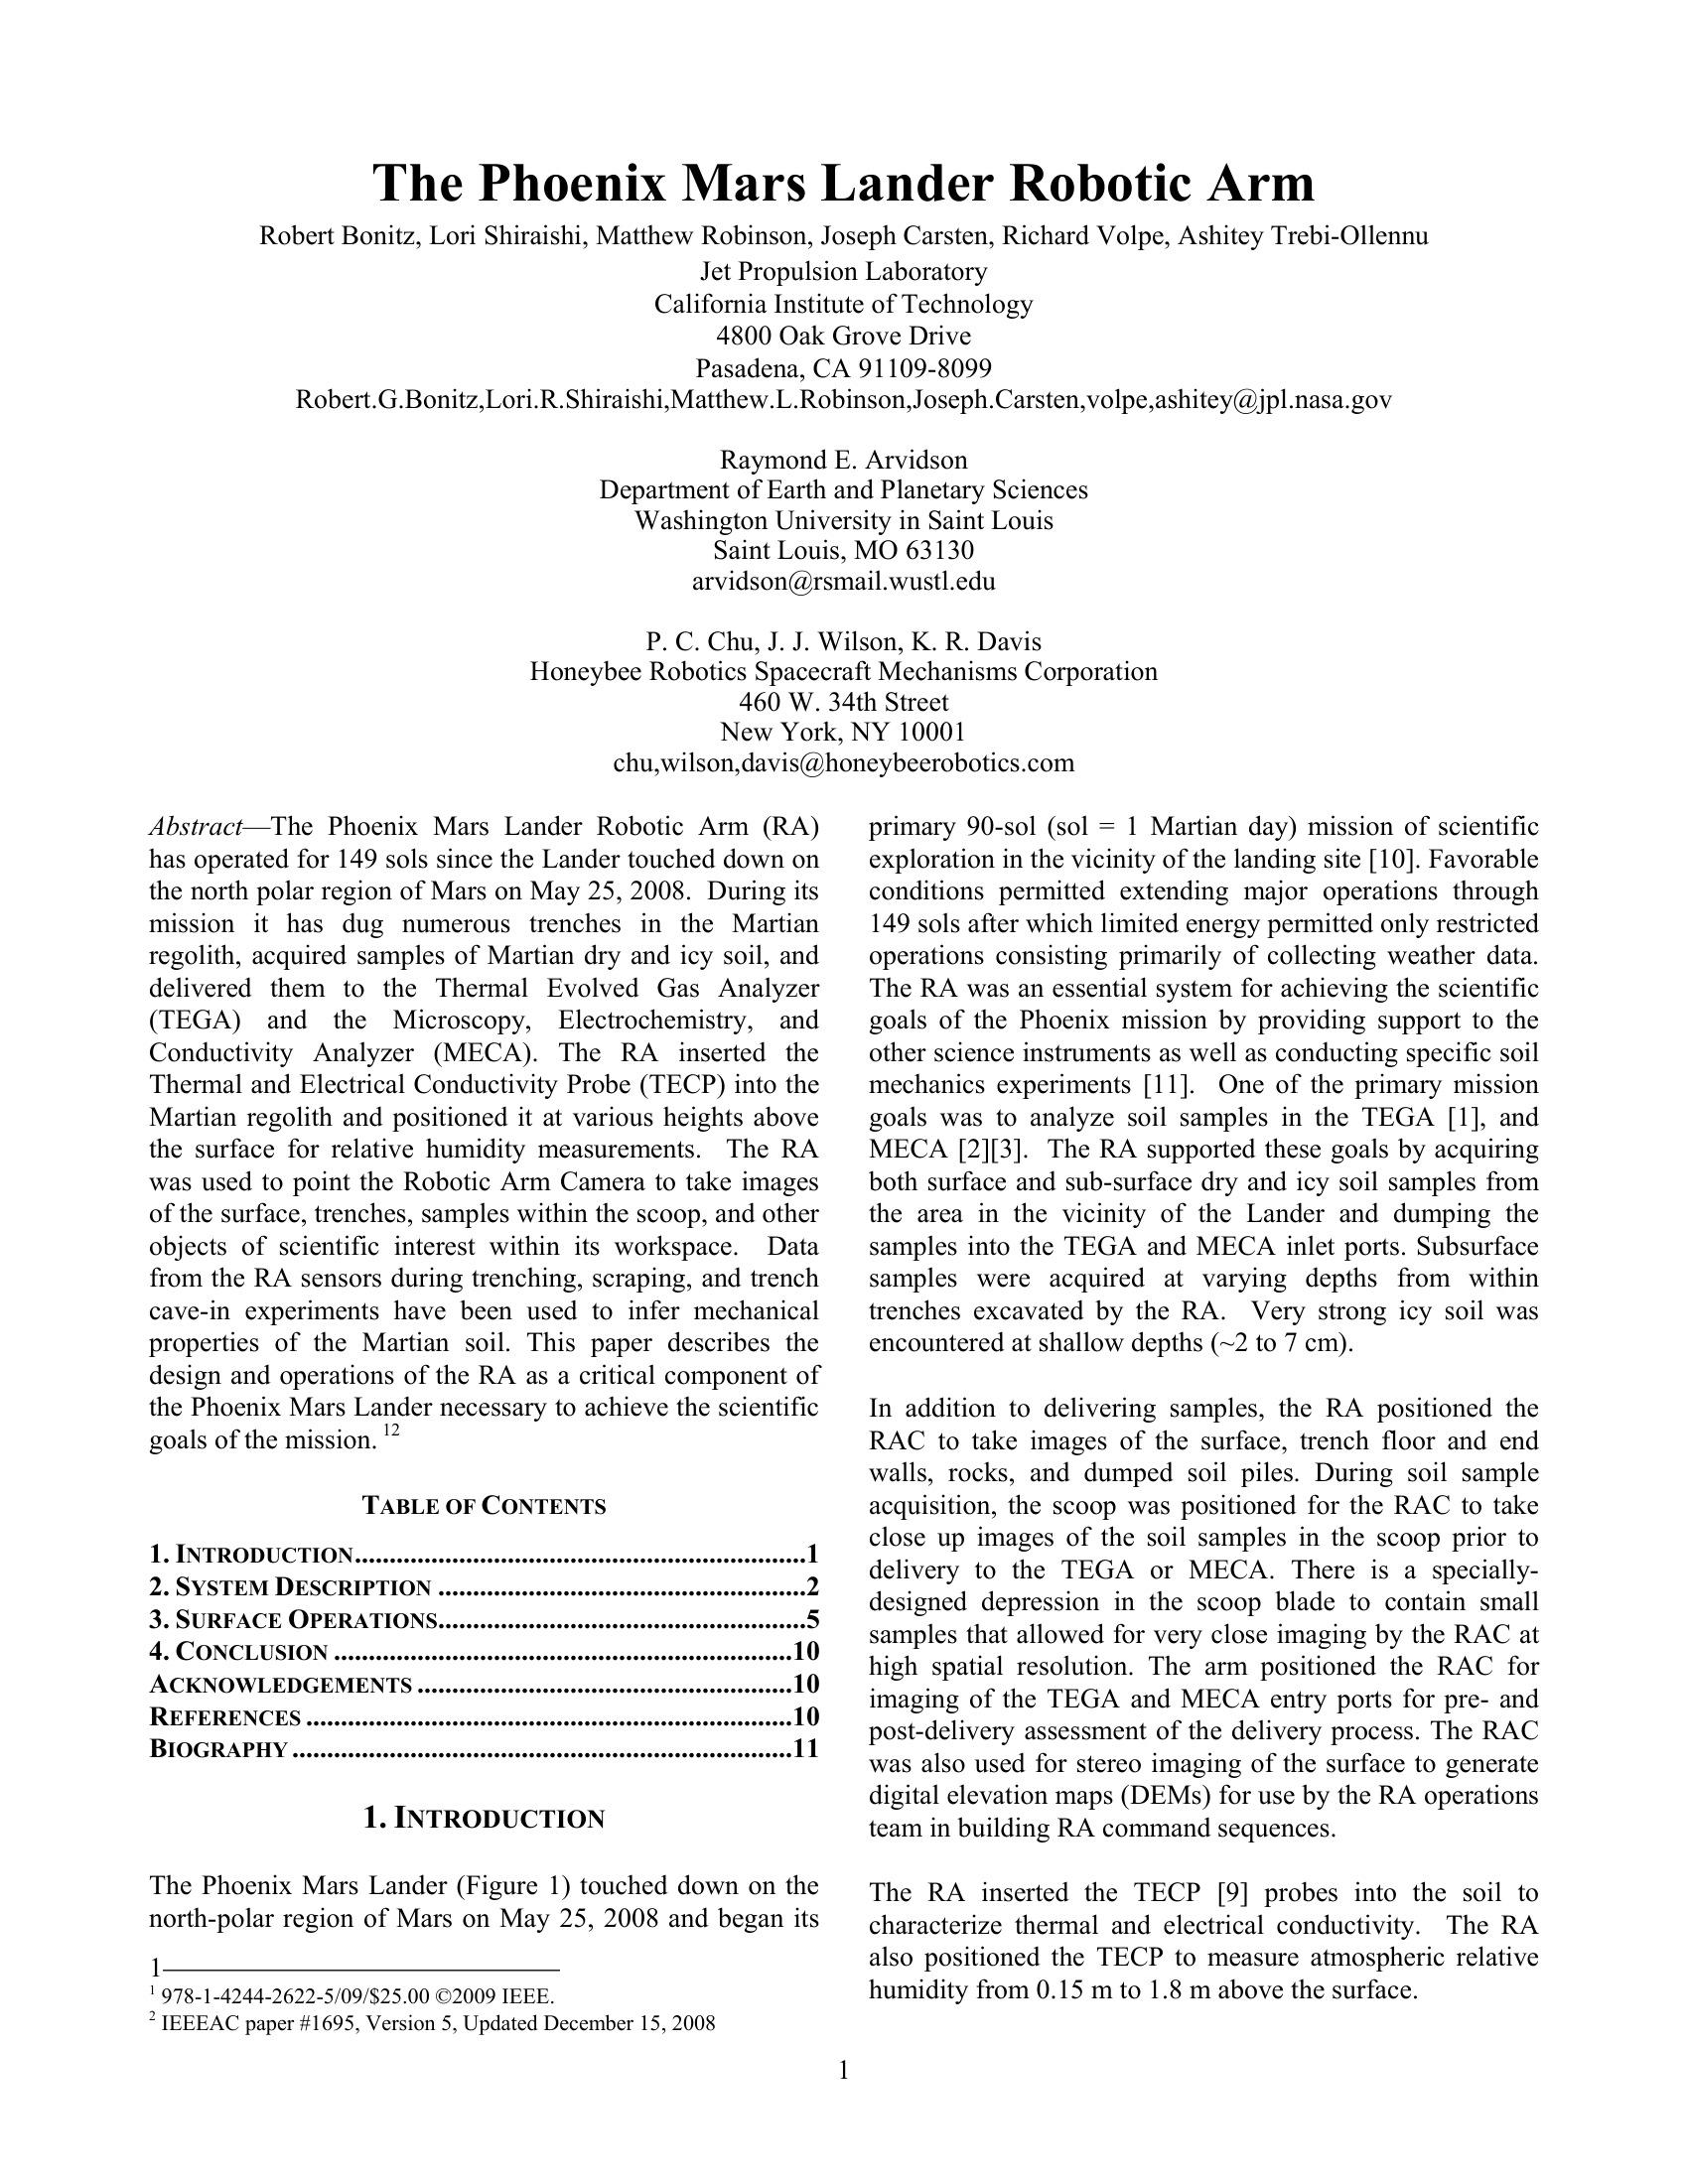 The Phoenix Mars Lander Robotic Arm
Robert Bonitz, Lori Shiraishi, Matthew Robinson, Joseph Carsten, Richard Volpe, Ashitey Trebi-Ollennu
Jet Propulsion Laboratory
California Institute of Technology
4800 Oak Grove Drive
Pasadena, CA 91109-8099
Robert.G.Bonitz,Lori.R.Shiraishi,Matthew.L.Robinson,Joseph.Carsten,volpe,ashitey@jpl.nasa.gov
Raymond E. Arvidson
Department of Earth and Planetary Sciences
Washington University in Saint Louis
Saint Louis, MO 63130
arvidson@rsmail.wustl.edu
P. C. Chu, J. J. Wilson, K. R. Davis
Honeybee Robotics Spacecraft Mechanisms Corporation
460 W. 34th Street
New York, NY 10001
chu,wilson,davis@honeybeerobotics.com
Abstract—The Phoenix Mars Lander Robotic Arm (RA)
has operated for 149 sols since the Lander touched down on
the north polar region of Mars on May 25, 2008. During its
mission it has dug numerous trenches in the Martian
regolith, acquired samples of Martian dry and icy soil, and
delivered them to the Thermal Evolved Gas Analyzer
(TEGA) and the Microscopy, Electrochemistry, and
Conductivity Analyzer (MECA). The RA inserted the
Thermal and Electrical Conductivity Probe (TECP) into the
Martian regolith and positioned it at various heights above
the surface for relative humidity measurements. The RA
was used to point the Robotic Arm Camera to take images
of the surface, trenches, samples within the scoop, and other
objects of scientific interest within its workspace. Data
from the RA sensors during trenching, scraping, and trench
cave-in experiments have been used to infer mechanical
properties of the Martian soil. This paper describes the
design and operations of the RA as a critical component of
the Phoenix Mars Lander necessary to achieve the scientific
goals of the mission. 12
TABLE OF CONTENTS
1. INTRODUCTION.................................................................1
2. SYSTEM DESCRIPTION .....................................................2
3. SURFACE OPERATIONS.....................................................5
4. CONCLUSION ..................................................................10
ACKNOWLEDGEMENTS ......................................................10
REFERENCES ......................................................................10
BIOGRAPHY ........................................................................11
1. INTRODUCTION
The Phoenix Mars Lander (Figure 1) touched down on the
north-polar region of Mars on May 25, 2008 and began its
1
1 978-1-4244-2622-5/09/$25.00 ©2009 IEEE.
2 IEEEAC paper #1695, Version 5, Updated December 15, 2008
primary 90-sol (sol = 1 Martian day) mission of scientific
exploration in the vicinity of the landing site [10]. Favorable
conditions permitted extending major operations through
149 sols after which limited energy permitted only restricted
operations consisting primarily of collecting weather data.
The RA was an essential system for achieving the scientific
goals of the Phoenix mission by providing support to the
other science instruments as well as conducting specific soil
mechanics experiments [11]. One of the primary mission
goals was to analyze soil samples in the TEGA [1], and
MECA [2][3]. The RA supported these goals by acquiring
both surface and sub-surface dry and icy soil samples from
the area in the vicinity of the Lander and dumping the
samples into the TEGA and MECA inlet ports. Subsurface
samples were acquired at varying depths from within
trenches excavated by the RA. Very strong icy soil was
encountered at shallow depths (~2 to 7 cm).
In addition to delivering samples, the RA positioned the
RAC to take images of the surface, trench floor and end
walls, rocks, and dumped soil piles. During soil sample
acquisition, the scoop was positioned for the RAC to take
close up images of the soil samples in the scoop prior to
delivery to the TEGA or MECA. There is a specially-
designed depression in the scoop blade to contain small
samples that allowed for very close imaging by the RAC at
high spatial resolution. The arm positioned the RAC for
imaging of the TEGA and MECA entry ports for pre- and
post-delivery assessment of the delivery process. The RAC
was also used for stereo imaging of the surface to generate
digital elevation maps (DEMs) for use by the RA operations
team in building RA command sequences.
The RA inserted the TECP [9] probes into the soil to
characterize thermal and electrical conductivity. The RA
also positioned the TECP to measure atmospheric relative
humidity from 0.15 m to 1.8 m above the surface.
1